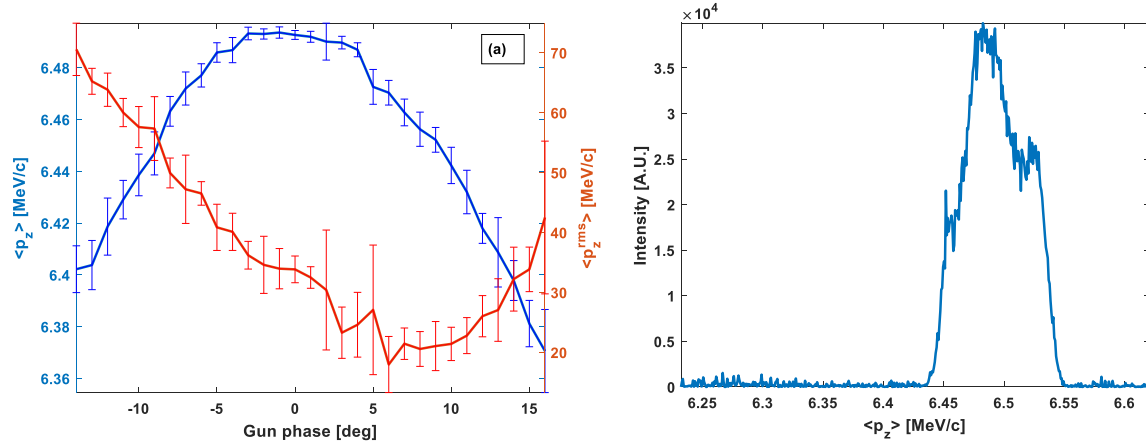 (a)
6.48
6.46
6.44
6.42
6.4
6.38
6.36
<p_z> [MeV/c]
70
60
50
40
30
20
<p_z^rms> [MeV/c]
-10 -5 0 5 10 15
Gun phase [deg]
×10^4
3.5
3
2.5
2
1.5
1
0.5
0
Intensity [A.U.]
6.25 6.3 6.35 6.4 6.45 6.5 6.55 6.6
<p_z> [MeV/c]